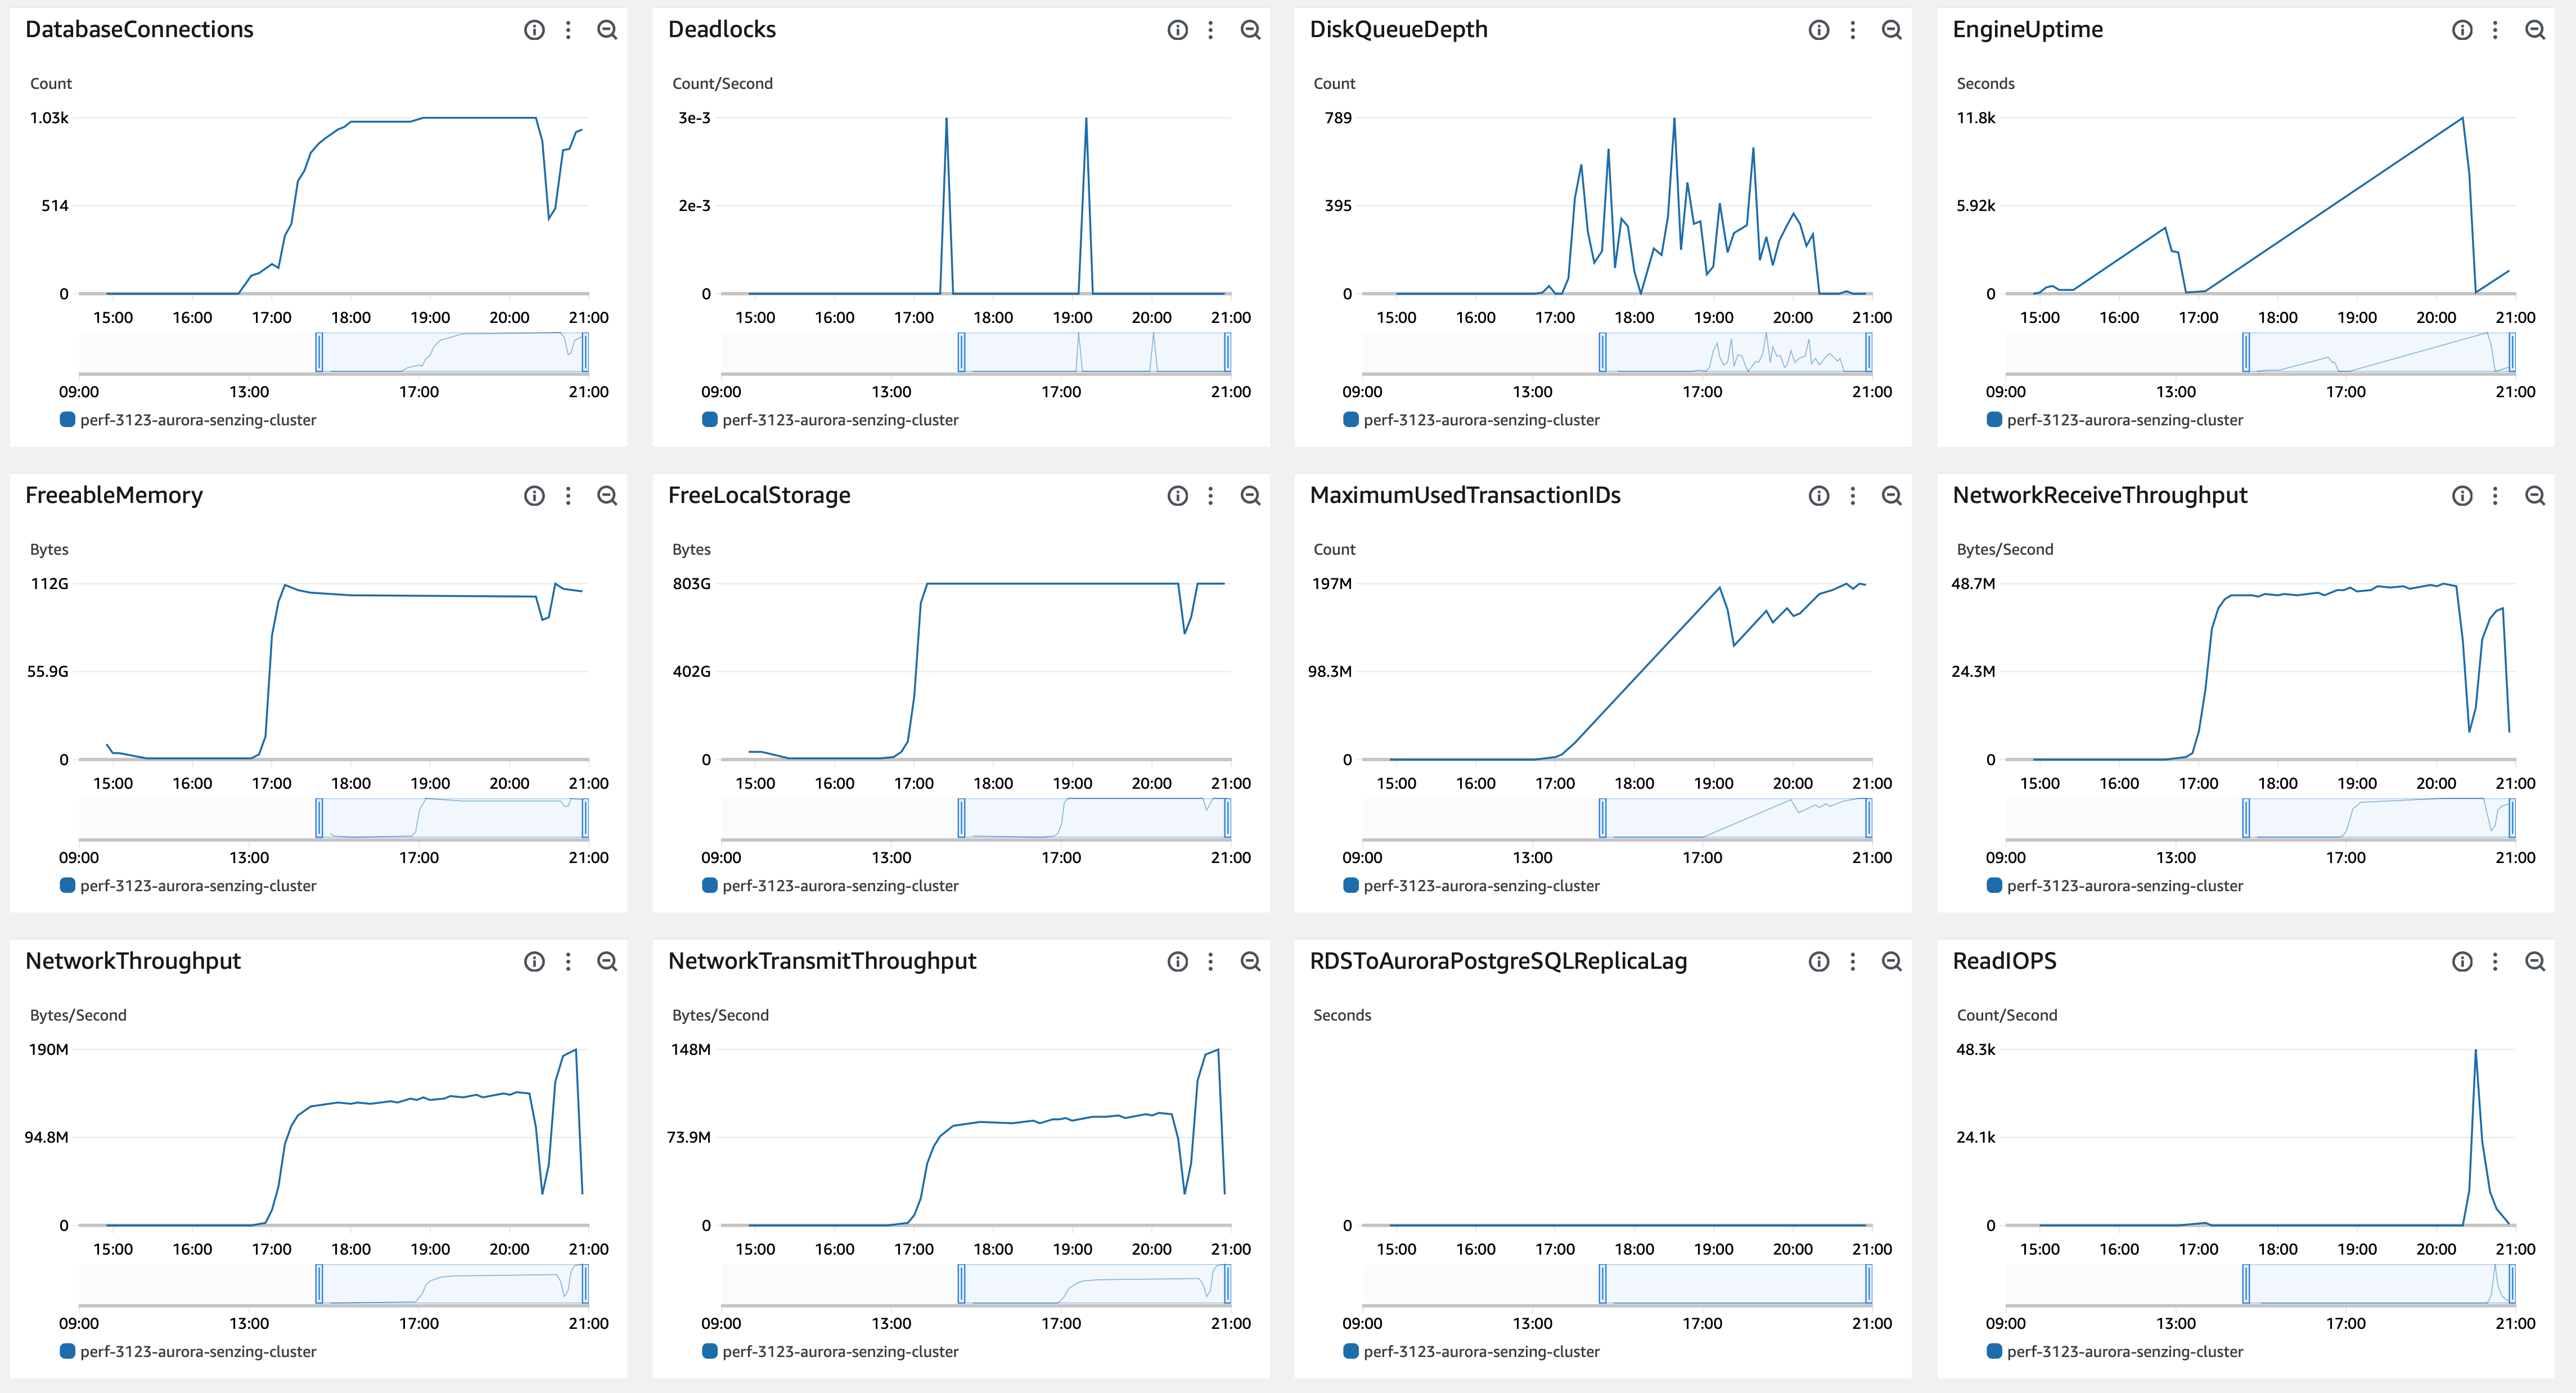 DatabaseConnections
Count
1.03k
514
0
15:00 16:00 17:00 18:00 19:00 20:00 21:00
09:00 13:00 17:00 21:00
perf-3123-aurora-senzing-cluster
Deadlocks
Count/Second
3e-3
2e-3
0
15:00 16:00 17:00 18:00 19:00 20:00 21:00
09:00 13:00 17:00 21:00
perf-3123-aurora-senzing-cluster
DiskQueueDepth
Count
789
395
0
15:00 16:00 17:00 18:00 19:00 20:00 21:00
09:00 13:00 17:00 21:00
perf-3123-aurora-senzing-cluster
EngineUptime
Seconds
11.8k
5.92k
0
15:00 16:00 17:00 18:00 19:00 20:00 21:00
09:00 13:00 17:00 21:00
perf-3123-aurora-senzing-cluster
FreeableMemory
Bytes
112G
55.9G
0
15:00 16:00 17:00 18:00 19:00 20:00 21:00
09:00 13:00 17:00 21:00
perf-3123-aurora-senzing-cluster
FreeLocalStorage
Bytes
803G
402G
0
15:00 16:00 17:00 18:00 19:00 20:00 21:00
09:00 13:00 17:00 21:00
perf-3123-aurora-senzing-cluster
MaximumUsedTransactionIDs
Count
197M
98.3M
0
15:00 16:00 17:00 18:00 19:00 20:00 21:00
09:00 13:00 17:00 21:00
perf-3123-aurora-senzing-cluster
NetworkReceiveThroughput
Bytes/Second
48.7M
24.3M
0
15:00 16:00 17:00 18:00 19:00 20:00 21:00
09:00 13:00 17:00 21:00
perf-3123-aurora-senzing-cluster
NetworkThroughput
Bytes/Second
190M
94.8M
0
15:00 16:00 17:00 18:00 19:00 20:00 21:00
09:00 13:00 17:00 21:00
perf-3123-aurora-senzing-cluster
NetworkTransmitThroughput
Bytes/Second
148M
73.9M
0
15:00 16:00 17:00 18:00 19:00 20:00 21:00
09:00 13:00 17:00 21:00
perf-3123-aurora-senzing-cluster
RDSToAuroraPostgreSQLReplicaLag
Seconds
0
15:00 16:00 17:00 18:00 19:00 20:00 21:00
09:00 13:00 17:00 21:00
perf-3123-aurora-senzing-cluster
ReadIOPS
Count/Second
48.3k
24.1k
0
15:00 16:00 17:00 18:00 19:00 20:00 21:00
09:00 13:00 17:00 21:00
perf-3123-aurora-senzing-cluster